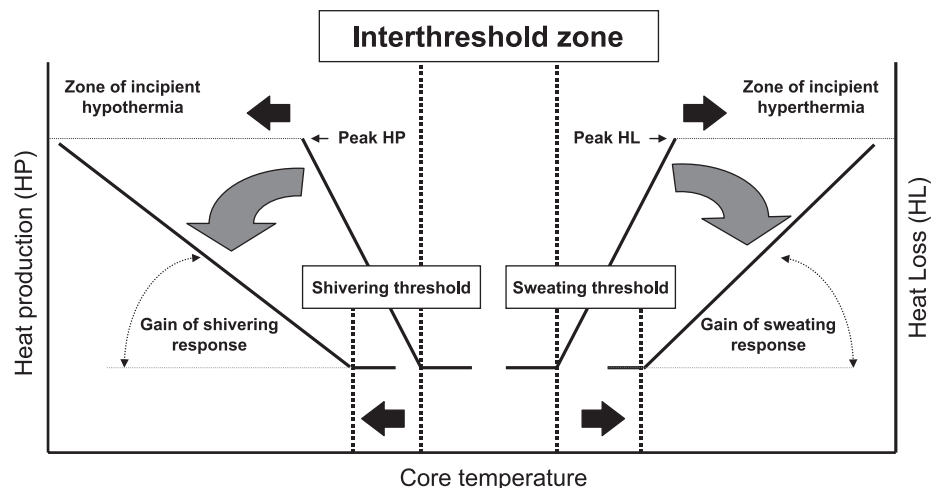 Interthreshold zone
Zone of incipient
hypothermia
Zone of incipient
hyperthermia
Peak HP
Peak HL
Heat production (HP)
Heat Loss (HL)
Shivering threshold
Sweating threshold
Gain of shivering
response
Gain of sweating
response
Core temperature